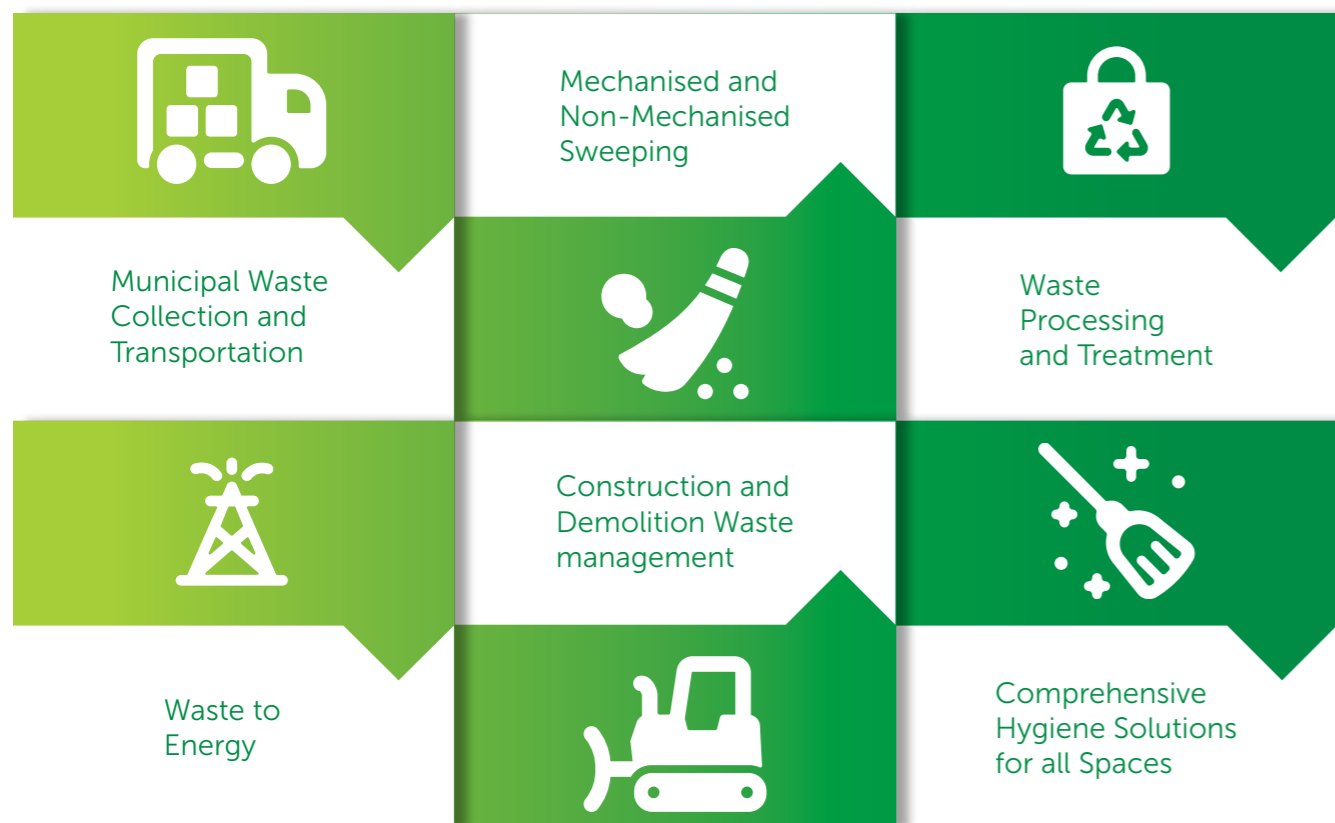 Municipal Waste
Collection and
Transportation
Mechanised and
Non-Mechanised
Sweeping
Waste
Processing
and Treatment
Waste to
Energy
Construction and
Demolition Waste
management
Comprehensive
Hygiene Solutions
for all Spaces